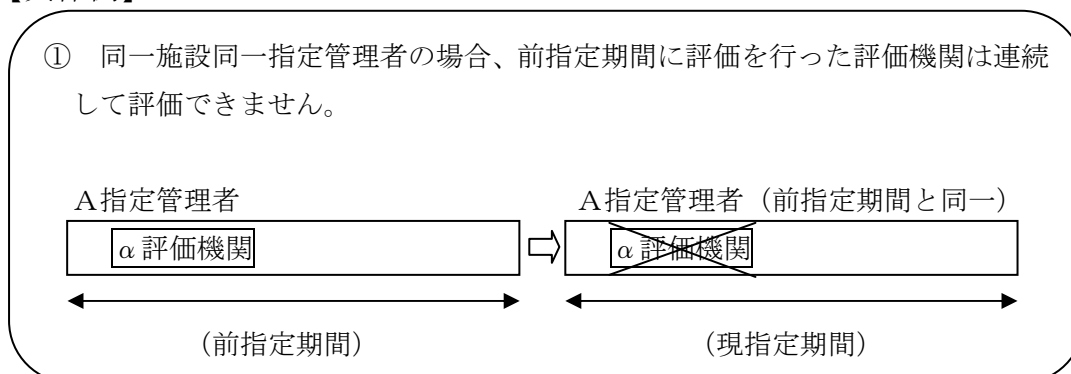 ① 同一施設同一指定管理者の場合、前指定期間に評価を行った評価機関は連続
して評価できません。
A指定管理者
A指定管理者（前指定期間と同一）
α評価機関
α評価機関
（前指定期間）
（現指定期間）